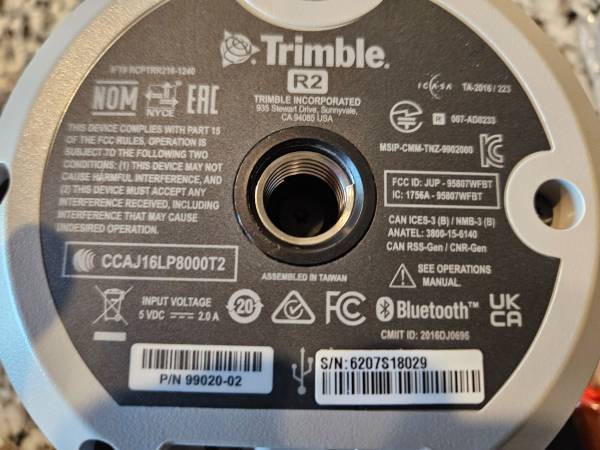 Trimble.
R2
TRIMBLE INCORPORATED
935 Stewart Drive, Sunnyvale,
CA 94085 USA
IFT# RCPTRR216-1240
NOM
NYCE
EAC
THIS DEVICE COMPLIES WITH PART 15
OF THE FCC RULES, OPERATION IS
SUBJECT TO THE FOLLOWING TWO
CONDITIONS: (1) THIS DEVICE MAY NOT
CAUSE HARMFUL INTERFERENCE, AND
(2) THIS DEVICE MUST ACCEPT ANY
INTERFERENCE RECEIVED, INCLUDING
INTERFERENCE THAT MAY CAUSE
UNDESIRED OPERATION.
ICASA
TA-2016 / 223
R 007-AD0233
MSIP-CMM-TNZ-9902000
FCC ID: JUP - 95807WFBT
IC: 1756A - 95807WFBT
CAN ICES-3 (B) / NMB-3 (B)
ANATEL: 3800-15-6140
CAN RSS-Gen / CNR-Gen
CCAJ16LP8000T2
ASSEMBLED IN TAIWAN
SEE OPERATIONS
MANUAL.
INPUT VOLTAGE
5 VDC 2.0 A
20
FC
Bluetooth™
UK
CA
CMIIT ID: 2016DJ0695
P/N 99020-02
S/N: 6207S18029